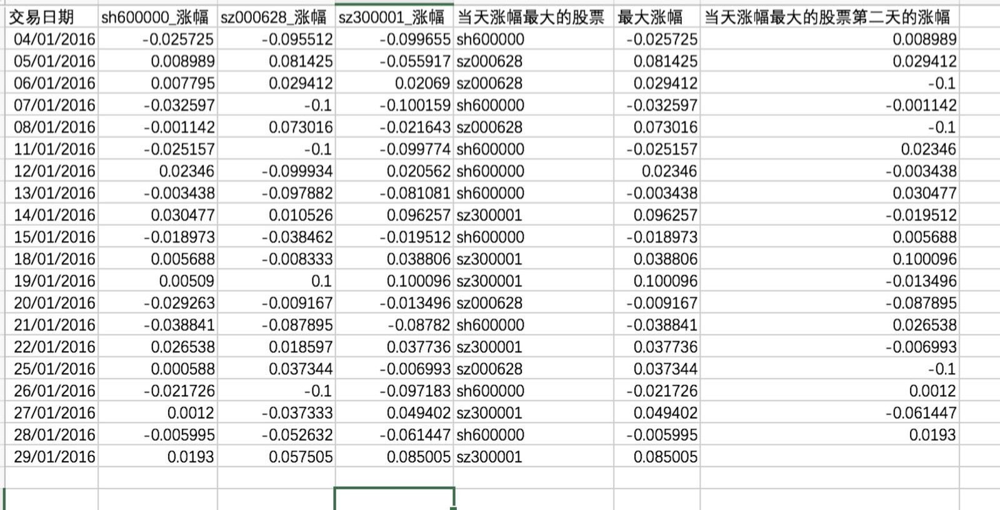 交易日期 sh600000_涨幅 sz000628_涨幅 sz300001_涨幅 当天涨幅最大的股票 最大涨幅 当天涨幅最大的股票第二天的涨幅
04/01/2016 -0.025725 -0.095512 -0.099655 sh600000 -0.025725 0.008989
05/01/2016 0.008989 0.081425 -0.055917 sz000628 0.081425 0.029412
06/01/2016 0.007795 0.029412 0.02069 sz000628 0.029412 -0.1
07/01/2016 -0.032597 -0.1 -0.100159 sh600000 -0.032597 -0.001142
08/01/2016 -0.001142 0.073016 -0.021643 sz000628 0.073016 -0.1
11/01/2016 -0.025157 -0.1 -0.099774 sh600000 -0.025157 0.02346
12/01/2016 0.02346 -0.099934 0.020562 sh600000 0.02346 -0.003438
13/01/2016 -0.003438 -0.097882 -0.081081 sh600000 -0.003438 0.030477
14/01/2016 0.030477 0.010526 0.096257 sz300001 0.096257 -0.019512
15/01/2016 -0.018973 -0.038462 -0.019512 sh600000 -0.018973 0.005688
18/01/2016 0.005688 -0.008333 0.038806 sz300001 0.038806 0.100096
19/01/2016 0.00509 0.1 0.100096 sz300001 0.100096 -0.013496
20/01/2016 -0.029263 -0.009167 -0.013496 sz000628 -0.009167 -0.087895
21/01/2016 -0.038841 -0.087895 -0.08782 sh600000 -0.038841 0.026538
22/01/2016 0.026538 0.018597 0.037736 sz300001 0.037736 -0.006993
25/01/2016 0.000588 0.037344 -0.006993 sz000628 0.037344 -0.1
26/01/2016 -0.021726 -0.1 -0.097183 sh600000 -0.021726 0.0012
27/01/2016 0.0012 -0.037333 0.049402 sz300001 0.049402 -0.061447
28/01/2016 -0.005995 -0.052632 -0.061447 sh600000 -0.005995 0.0193
29/01/2016 0.0193 0.057505 0.085005 sz300001 0.085005